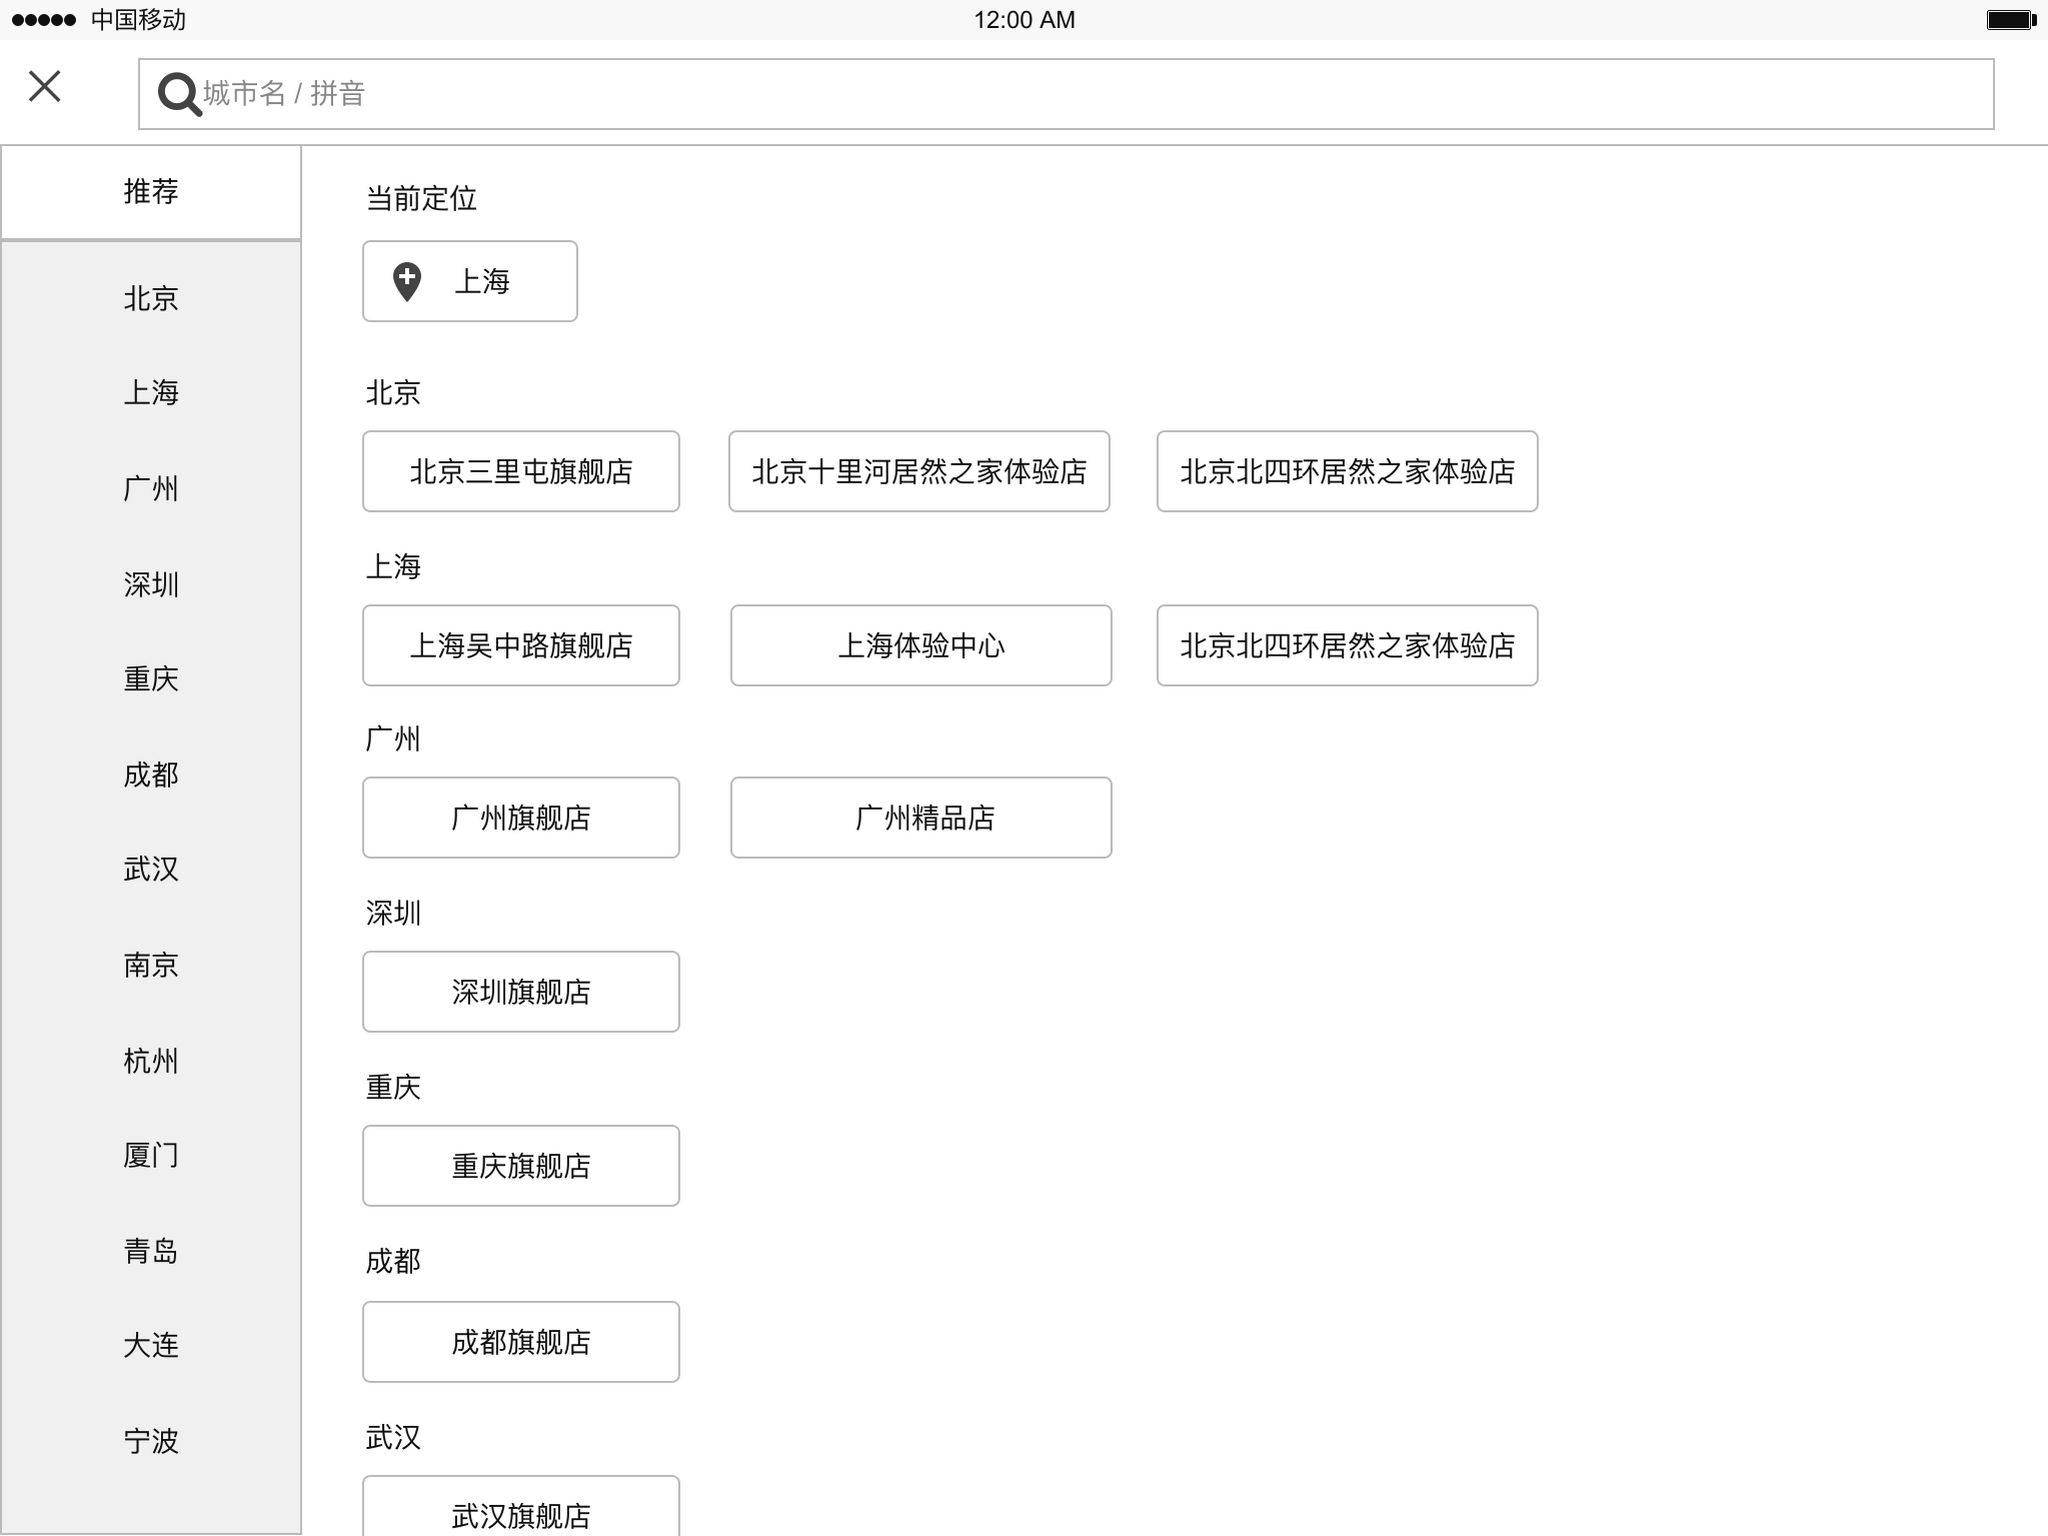 中国移动
12:00 AM
城市名 / 拼音
推荐
北京
上海
广州
深圳
重庆
成都
武汉
南京
杭州
厦门
青岛
大连
宁波
当前定位
上海
北京
北京三里屯旗舰店
北京十里河居然之家体验店
北京北四环居然之家体验店
上海
上海吴中路旗舰店
上海体验中心
北京北四环居然之家体验店
广州
广州旗舰店
广州精品店
深圳
深圳旗舰店
重庆
重庆旗舰店
成都
成都旗舰店
武汉
武汉旗舰店